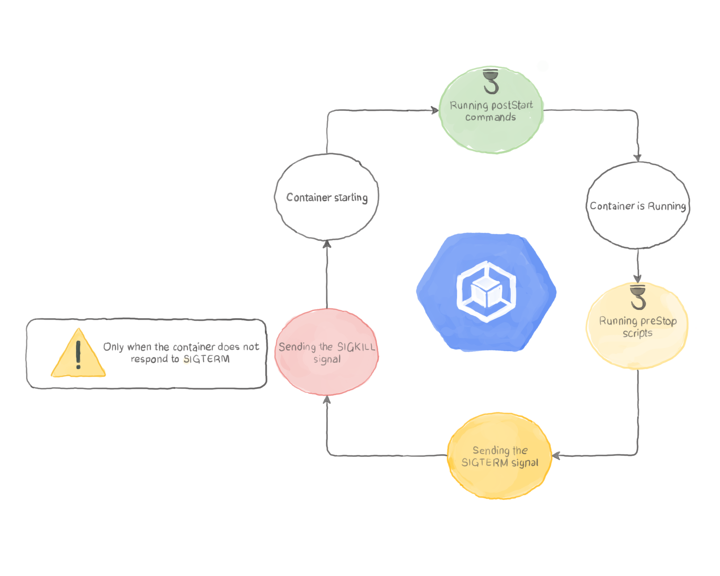 Running postStart
commands
Container starting
Container is Running
Running preStop
scripts
Only when the container does not
respond to SIGTERM
Sending the SIGKILL
signal
Sending the
SIGTERM signal